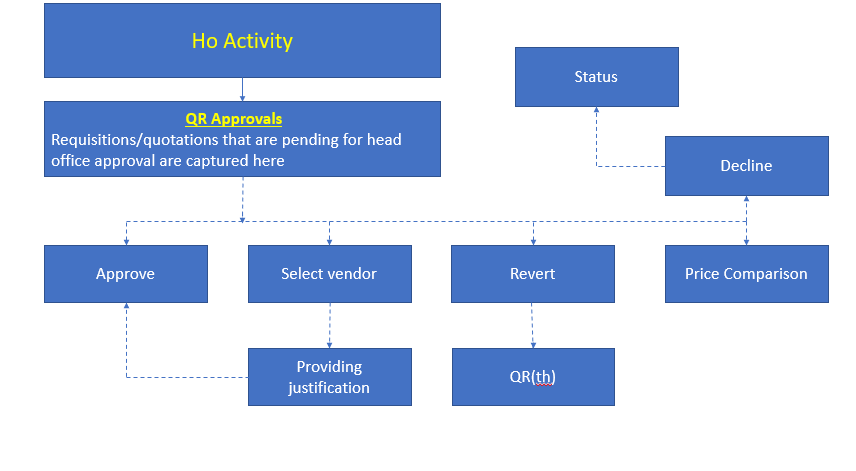 Ho Activity
Status
QR Approvals
Requisitions/quotations that are pending for head
office approval are captured here
Decline
Approve
Select vendor
Revert
Price Comparison
Providing
justification
QR(th)